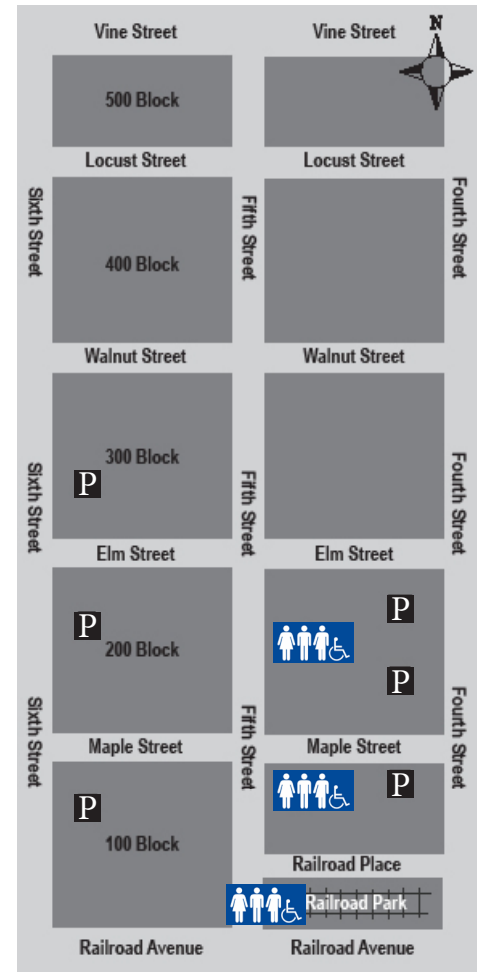 Vine Street Vine Street N
500 Block
Locust Street Locust Street
Sixth Street
Fifth Street
Fourth Street
400 Block
Walnut Street Walnut Street
300 Block
P
Sixth Street
Fifth Street
Fourth Street
Elm Street Elm Street
P
P
200 Block
P
Sixth Street
Fifth Street
Fourth Street
Maple Street Maple Street
P
P
100 Block
Railroad Place
Railroad Park
Railroad Avenue Railroad Avenue